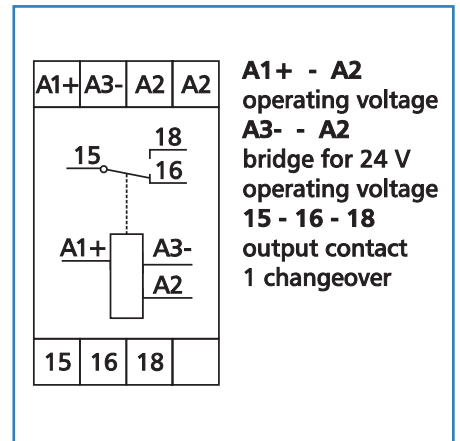 A1+ A3- A2 A2
18
15
16
A1+ A3-
A2
15 16 18
A1+ - A2
operating voltage
A3- - A2
bridge for 24 V
operating voltage
15 - 16 - 18
output contact
1 changeover